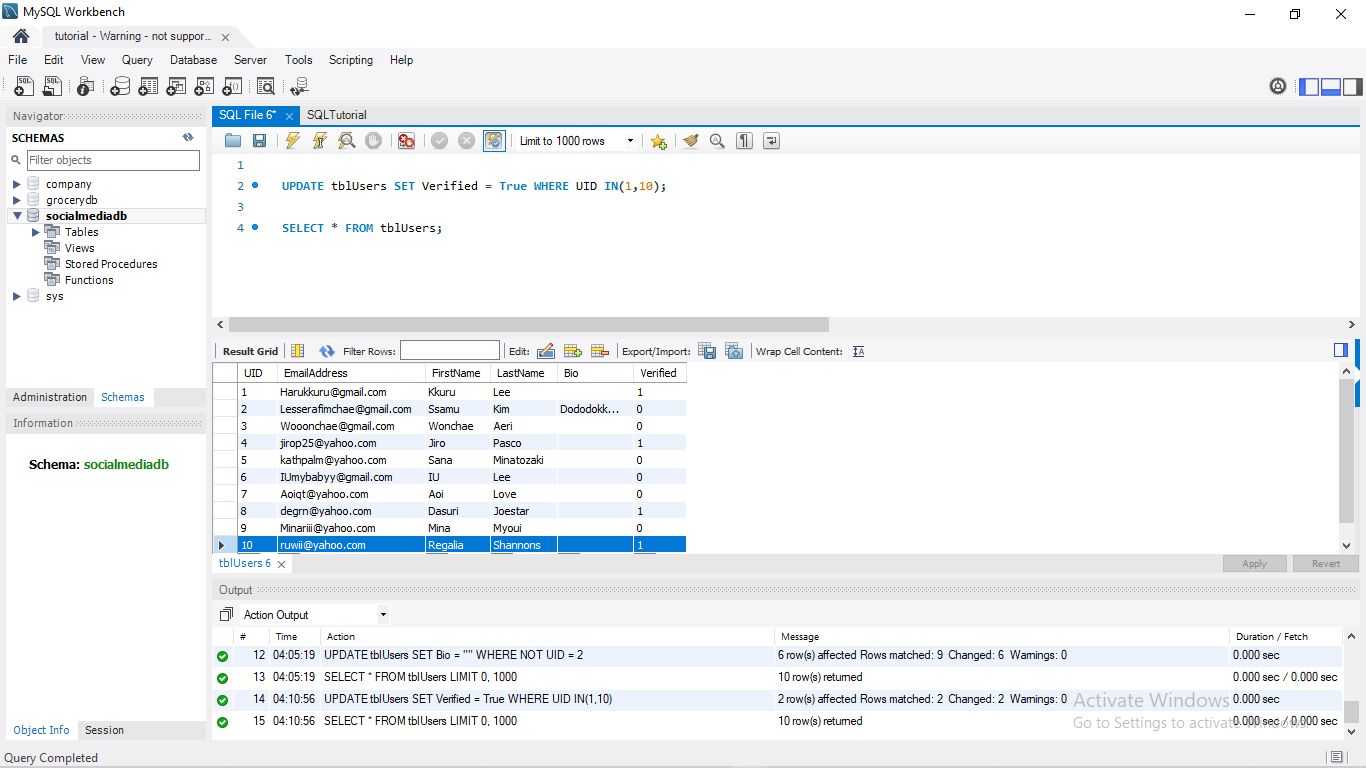 MySQL Workbench
tutorial - Warning - not suppor...
File Edit View Query Database Server Tools Scripting Help
Navigator
SCHEMAS
Filter objects
company
grocerydb
socialmediadb
Tables
Views
Stored Procedures
Functions
sys
Administration Schemas
Information
Schema: socialmediadb
Object Info Session
SQL File 6* SQLTutorial
Limit to 1000 rows
1
2 UPDATE tblUsers SET Verified = True WHERE UID IN(1,10);
3
4 SELECT * FROM tblUsers;
Result Grid Filter Rows: Edit: Export/Import: Wrap Cell Content:
UID EmailAddress FirstName LastName Bio Verified
1 Harukkuru@gmail.com Kkuru Lee 1
2 Lesserafimchae@gmail.com Ssamu Kim Dododokk... 0
3 Wooonchae@gmail.com Wonchae Aeri 0
4 jirop25@yahoo.com Jiro Pasco 1
5 kathpalm@yahoo.com Sana Minatozaki 0
6 IUmybabyy@gmail.com IU Lee 0
7 Aoiqt@yahoo.com Aoi Love 0
8 degrn@yahoo.com Dasuri Joestar 1
9 Minariii@yahoo.com Mina Myoui 0
10 ruwii@yahoo.com Regalia Shannons 1
tblUsers 6 Apply Revert
Output
Action Output
# Time Action Message Duration / Fetch
12 04:05:19 UPDATE tblUsers SET Bio = "" WHERE NOT UID = 2 6 row(s) affected Rows matched: 9 Changed: 6 Warnings: 0 0.000 sec
13 04:05:19 SELECT * FROM tblUsers LIMIT 0, 1000 10 row(s) returned 0.000 sec / 0.000 sec
14 04:10:56 UPDATE tblUsers SET Verified = True WHERE UID IN(1,10) 2 row(s) affected Rows matched: 2 Changed: 2 Warnings: 0 0.000 sec
15 04:10:56 SELECT * FROM tblUsers LIMIT 0, 1000 10 row(s) returned 0.000 sec / 0.000 sec
Activate Windows
Go to Settings to activate Windows.
Query Completed